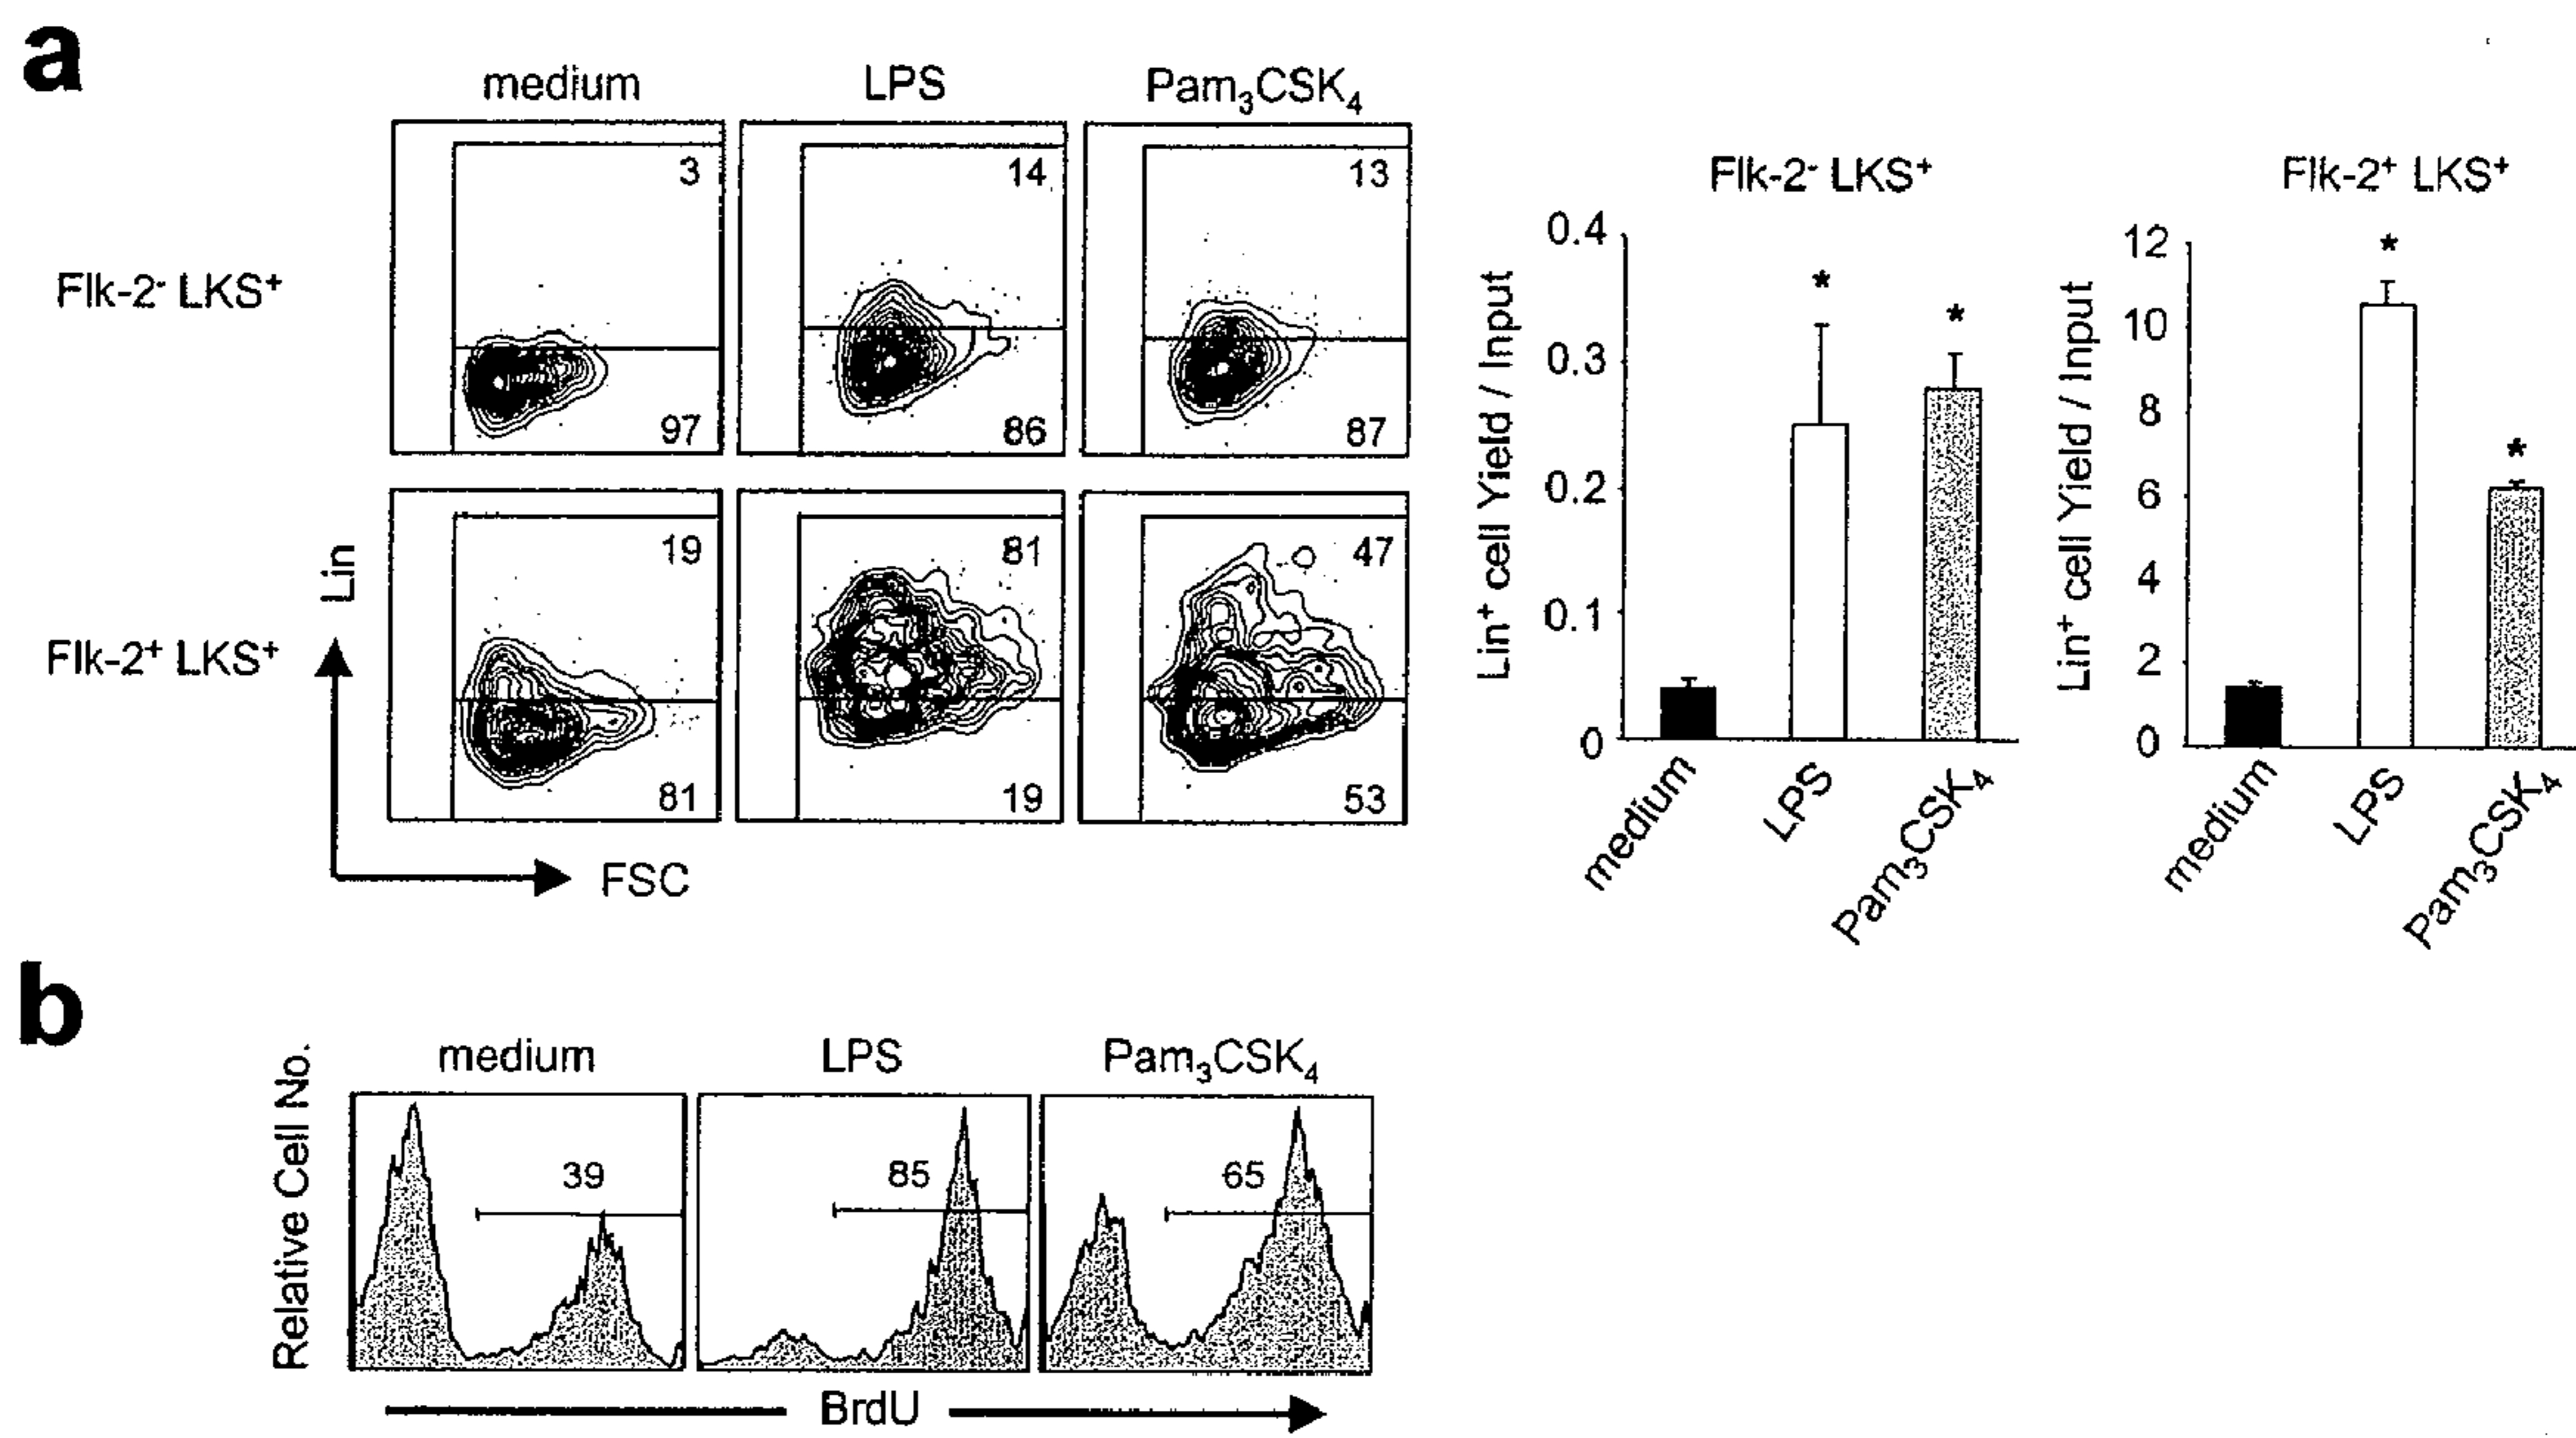 a
medium LPS Pam₃CSK₄
Flk-2⁻ LKS⁺
3 14 13
97 86 87
Flk-2⁺ LKS⁺
19 81 47
81 19 53
Lin
FSC
Flk-2⁻ LKS⁺
Lin⁺ cell Yield / Input
0.4
0.3
0.2
0.1
0
medium LPS Pam₃CSK₄
Flk-2⁺ LKS⁺
Lin⁺ cell Yield / Input
12
10
8
6
4
2
0
* *
* *
medium LPS Pam₃CSK₄
b
medium LPS Pam₃CSK₄
Relative Cell No.
39 85 65
BrdU